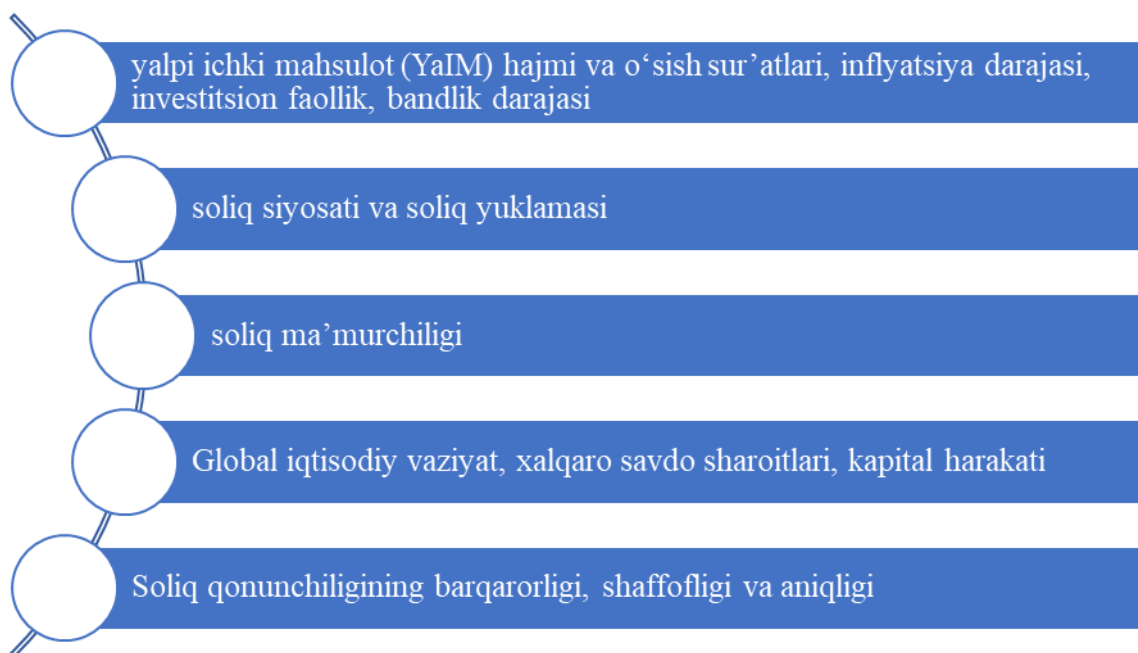 yalpi ichki mahsulot (YaIM) hajmi va o‘sish sur’atlari, inflyatsiya darajasi,
investitsion faollik, bandlik darajasi
soliq siyosati va soliq yuklamasi
soliq ma’murchiligi
Global iqtisodiy vaziyat, xalqaro savdo sharoitlari, kapital harakati
Soliq qonunchiligining barqarorligi, shaffofligi va aniqligi